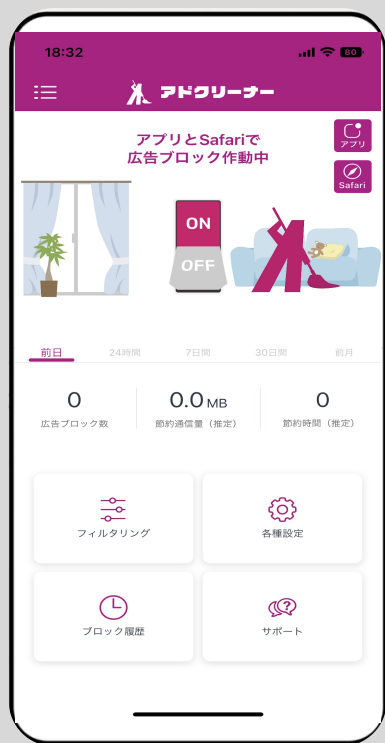 18:32
80
アドクリーナー
アプリとSafariで
広告ブロック作動中
アプリ
Safari
ON
OFF
前日 24時間 7日間 30日間 前月
0 0.0 MB 0
広告ブロック数 節約通信量（推定） 節約時間（推定）
フィルタリング 各種設定
ブロック履歴 サポート